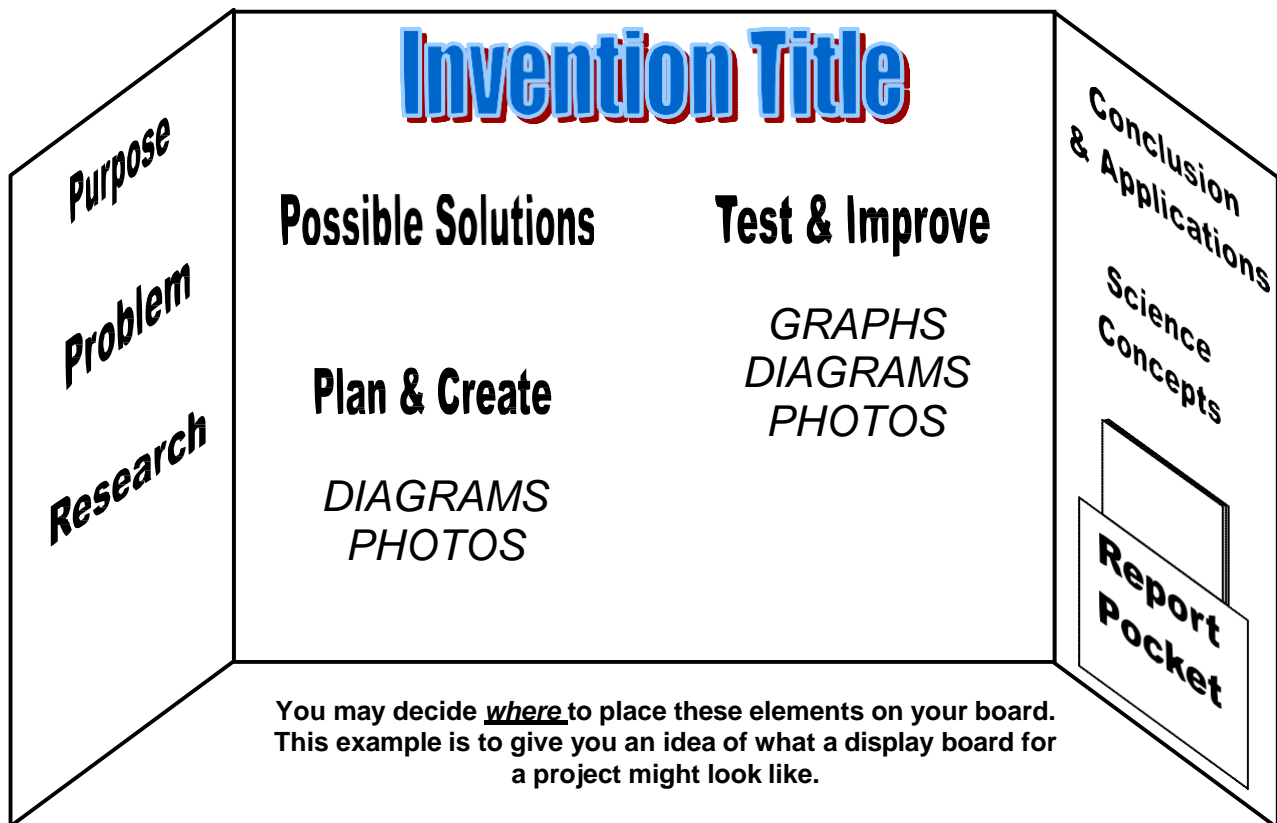 Invention Title
Purpose
Problem
Research
Possible Solutions
Plan & Create
DIAGRAMS
PHOTOS
Test & Improve
GRAPHS
DIAGRAMS
PHOTOS
Conclusion
& Applications
Science
Concepts
Report
Pocket
You may decide where to place these elements on your board.
This example is to give you an idea of what a display board for
a project might look like.